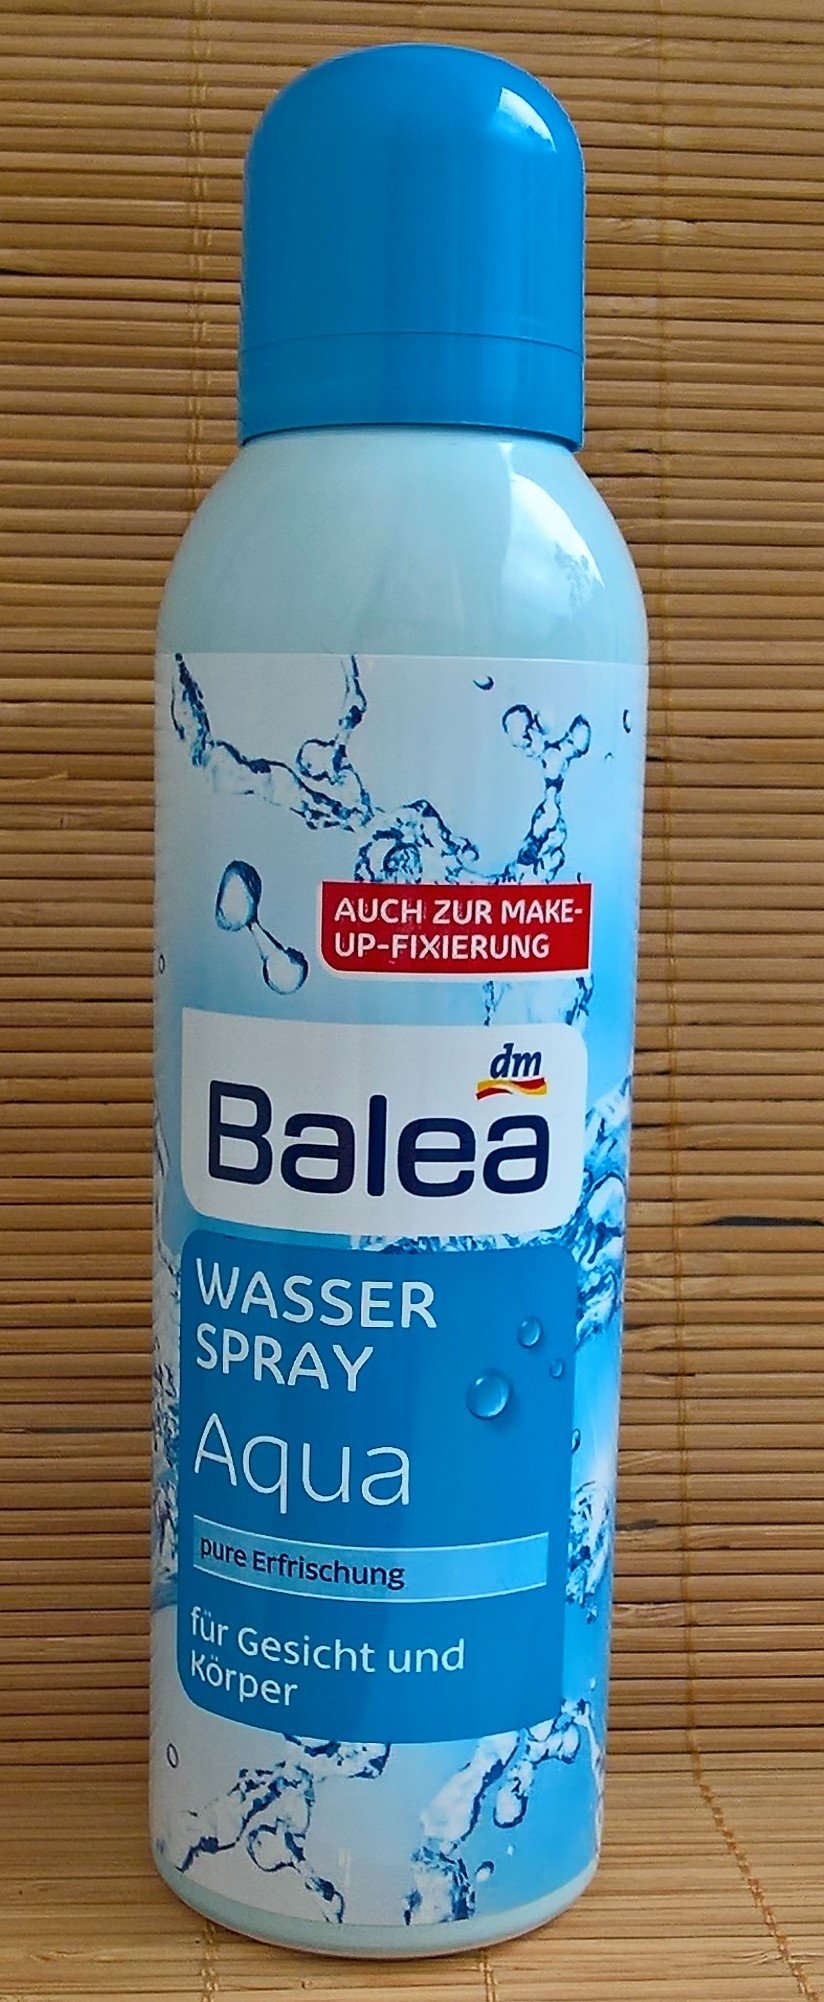 AUCH ZUR MAKE-
UP-FIXIERUNG
dm
Balea
WASSER
SPRAY
Aqua
pure Erfrischung
für Gesicht und
Körper